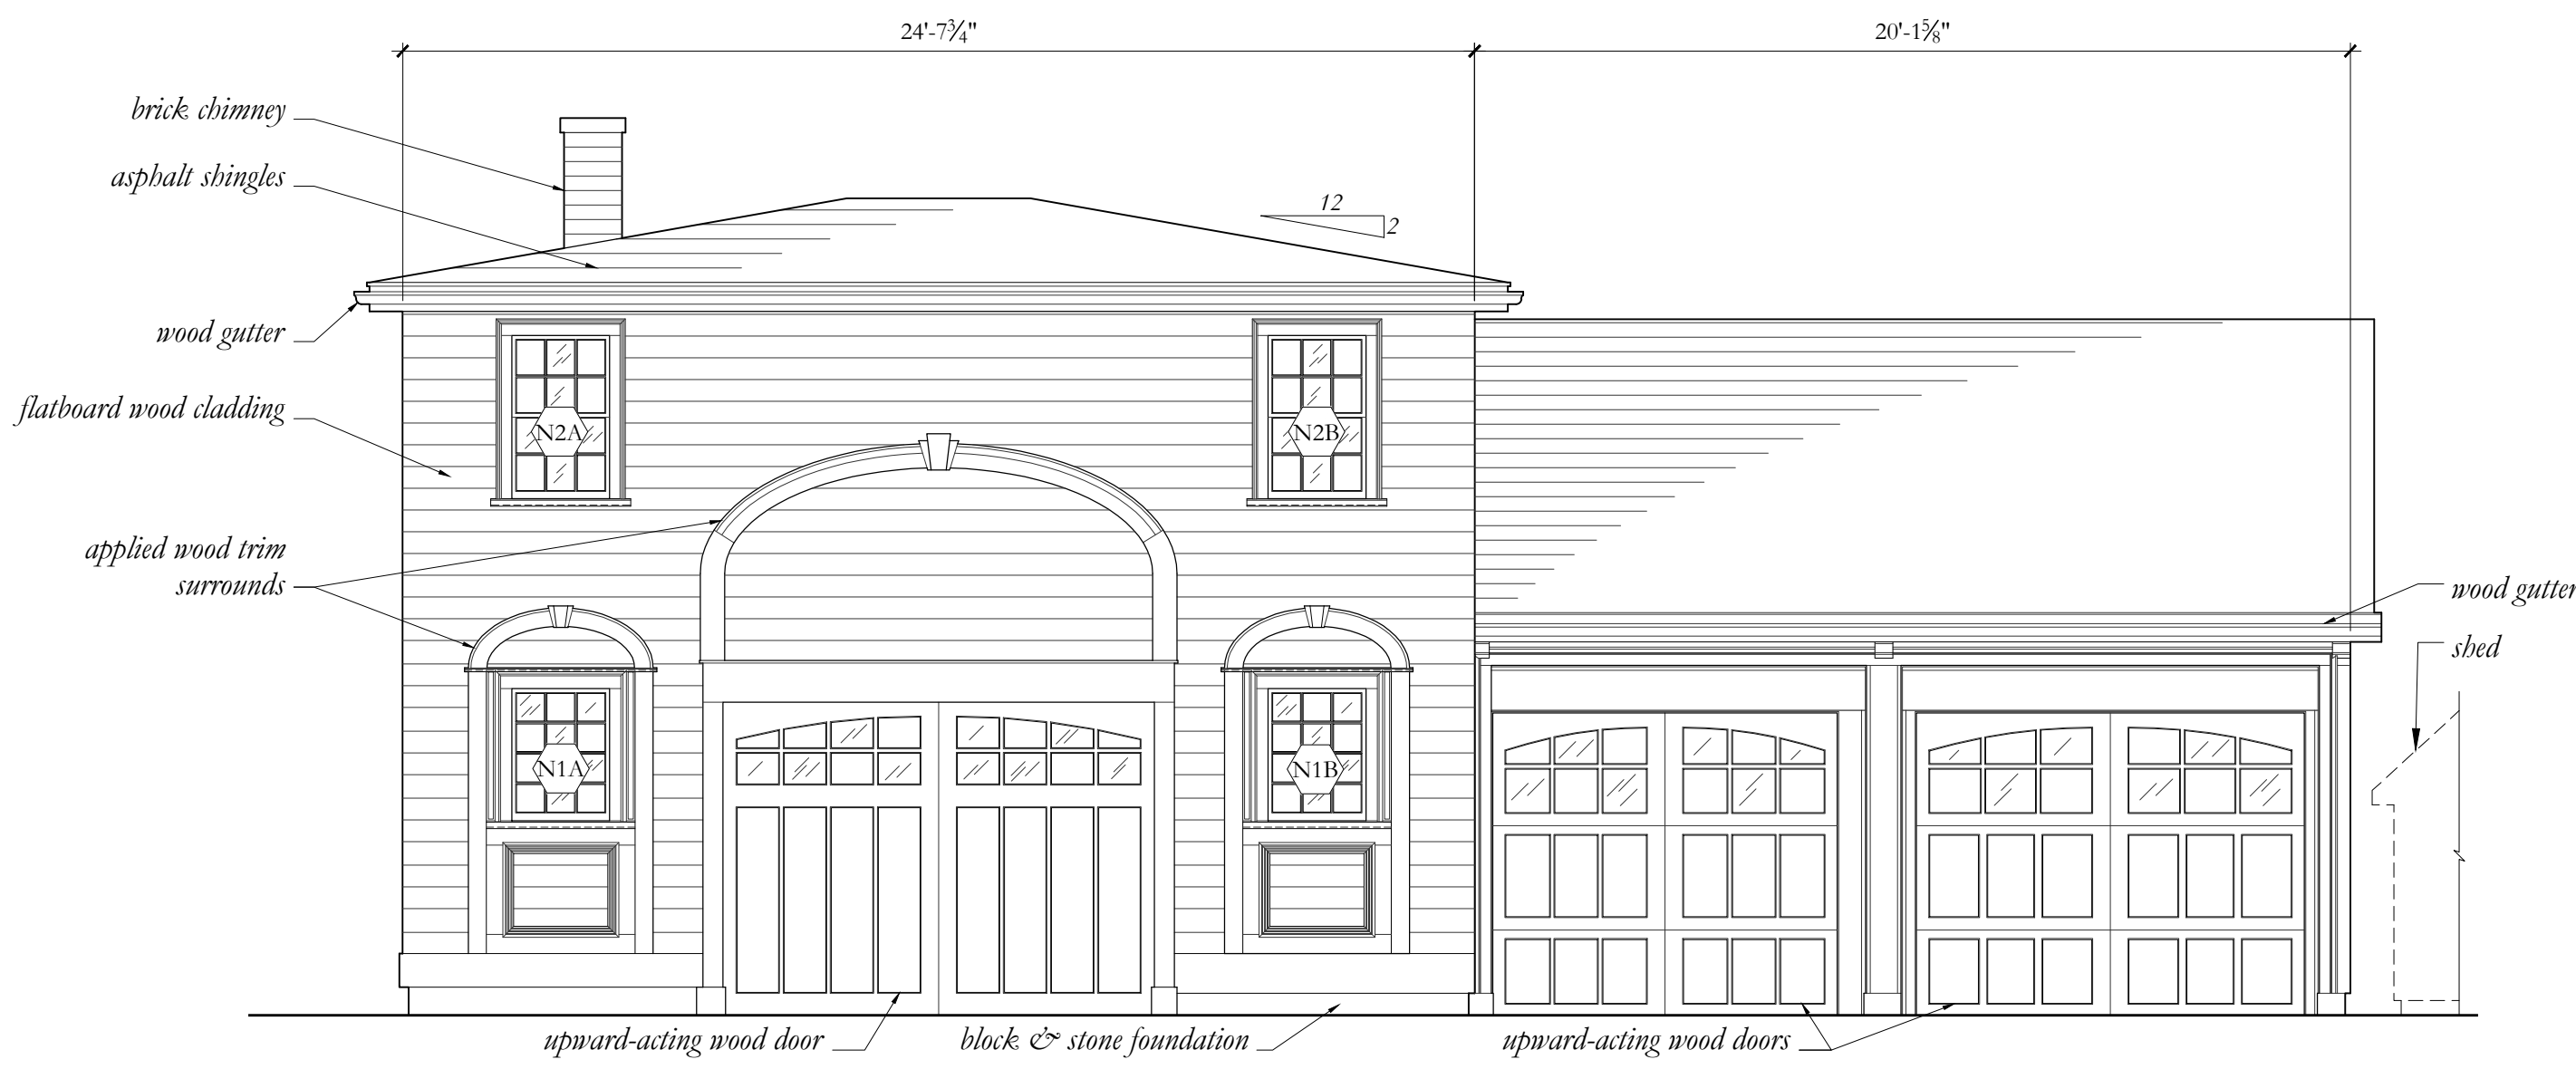 24'-7¾" 20'-1⅝"
brick chimney
asphalt shingles
12
2
wood gutter
flatboard wood cladding
N2A N2B
applied wood trim
surrounds
wood gutter
shed
N1A N1B
upward-acting wood door block & stone foundation upward-acting wood doors